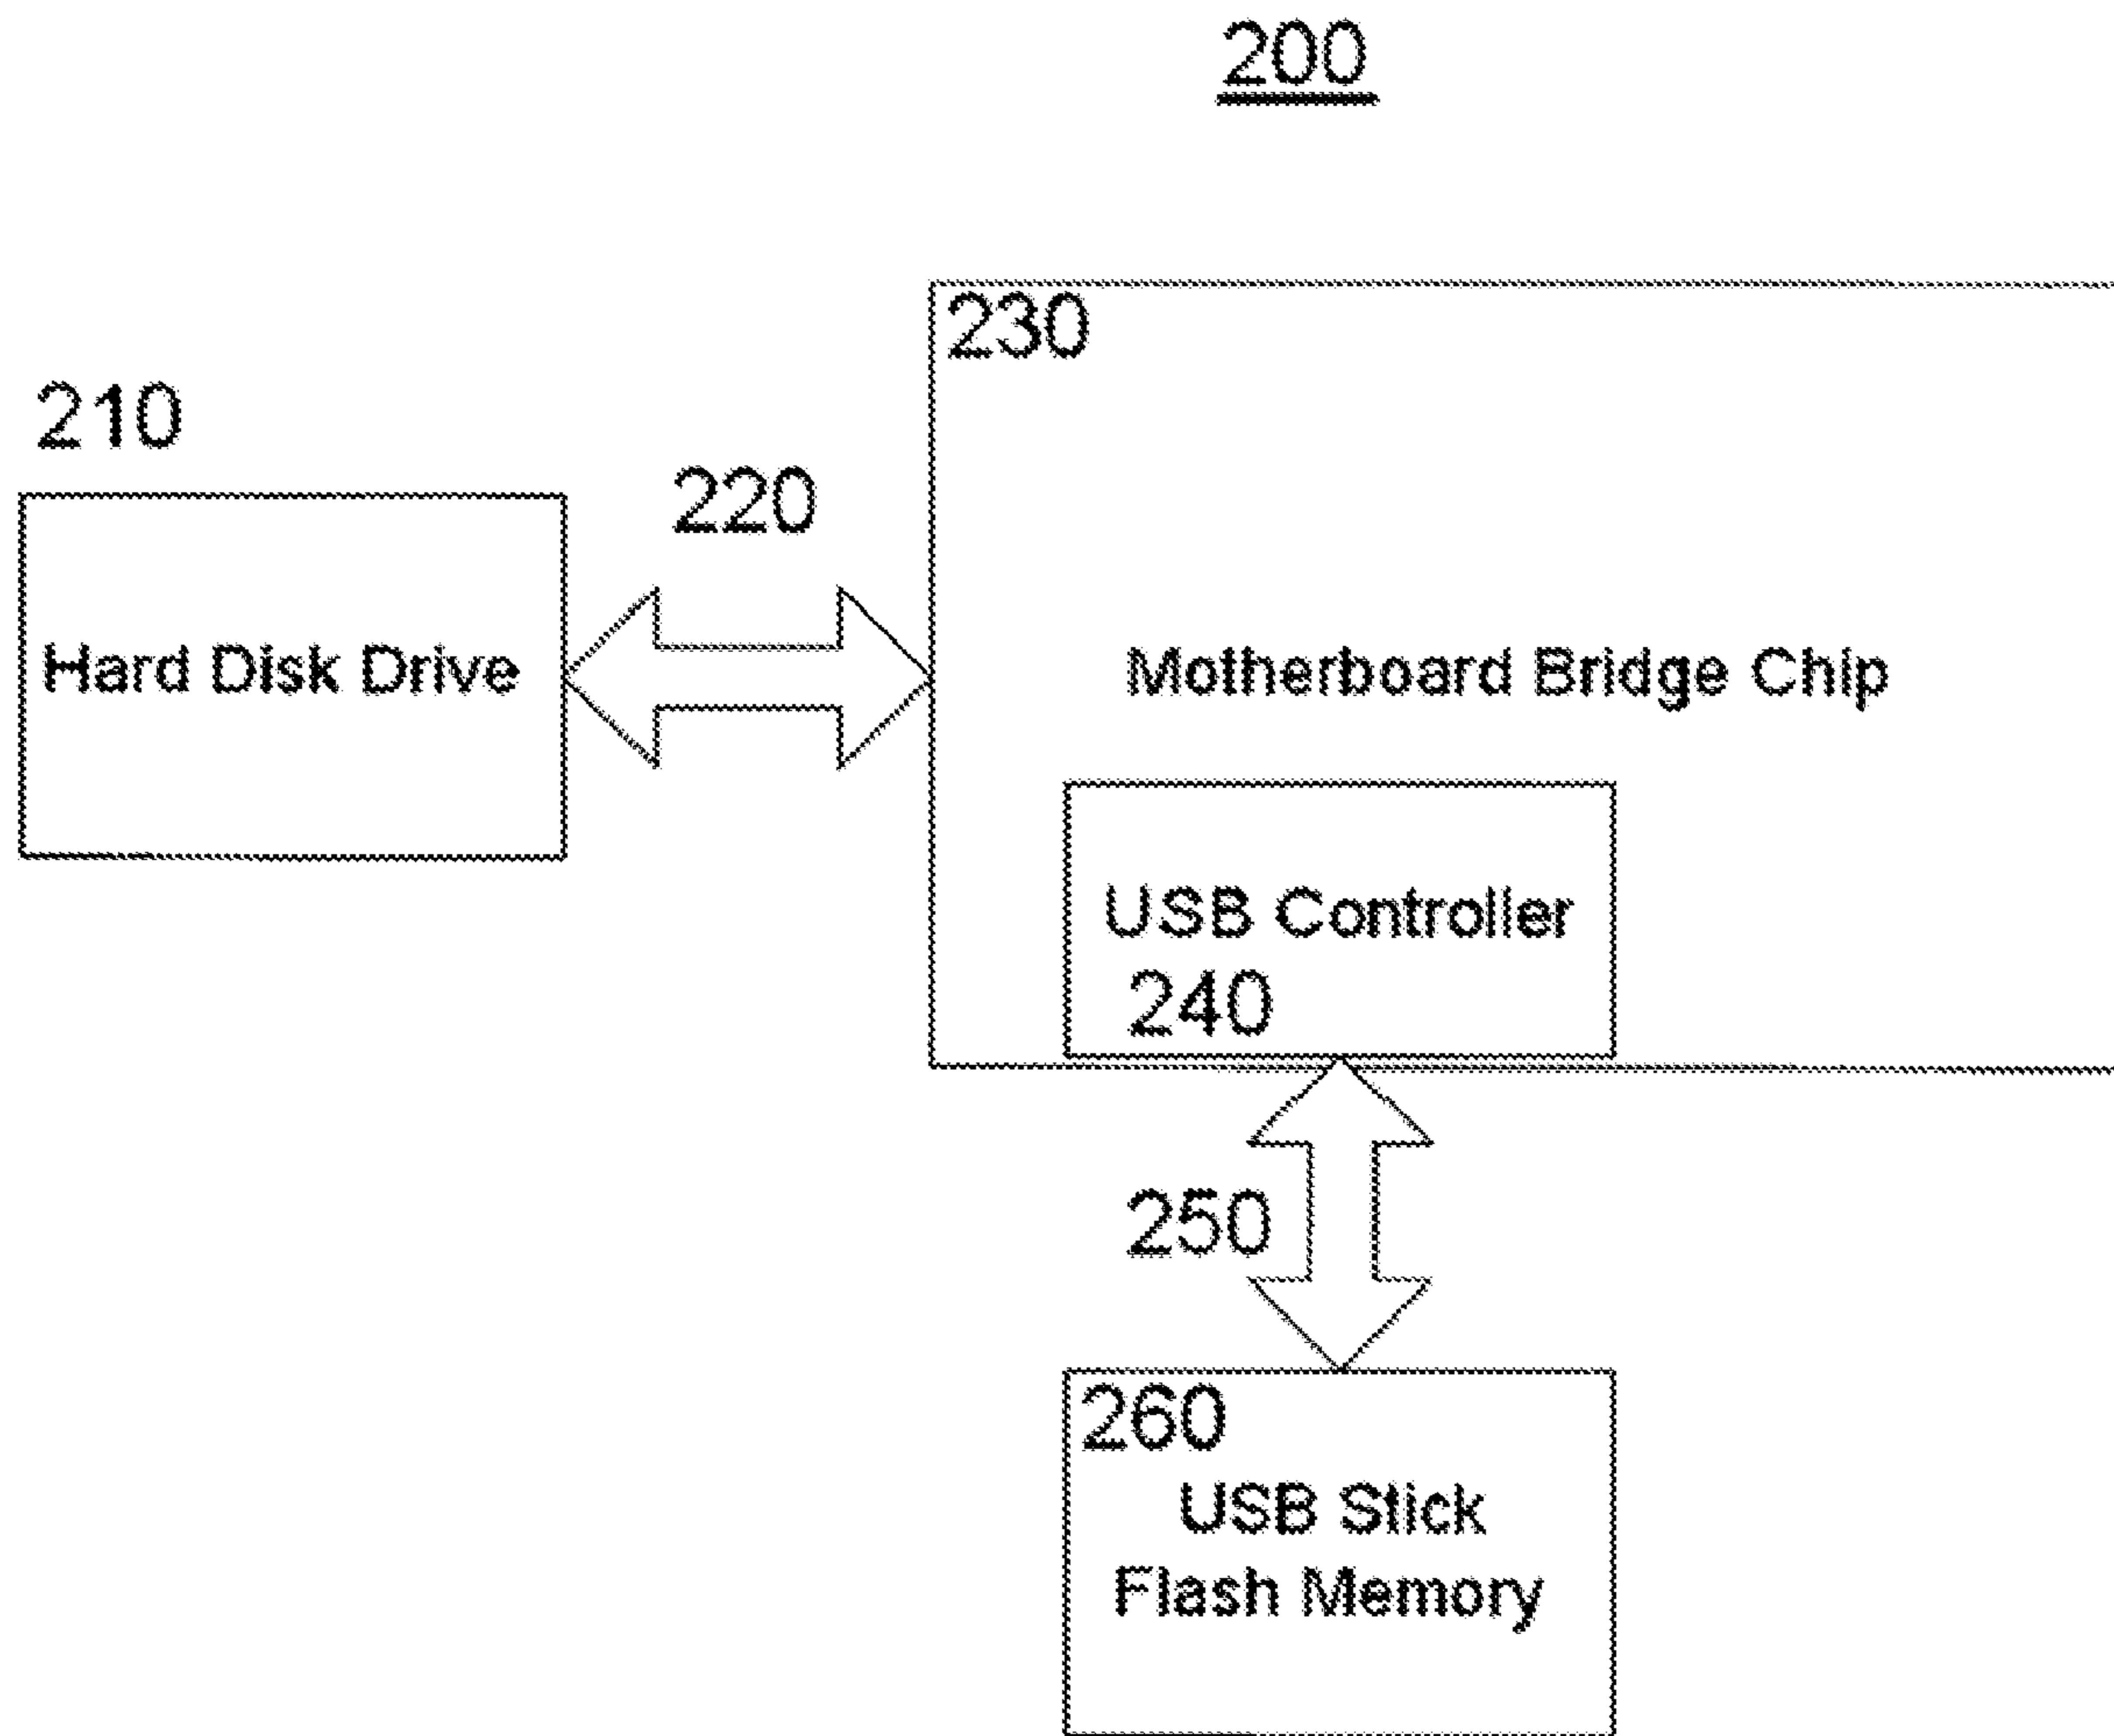 200
230
210
220
Hard Disk Drive
Motherboard Bridge Chip
USB Controller
240
250
260
USB Stick
Flash Memory